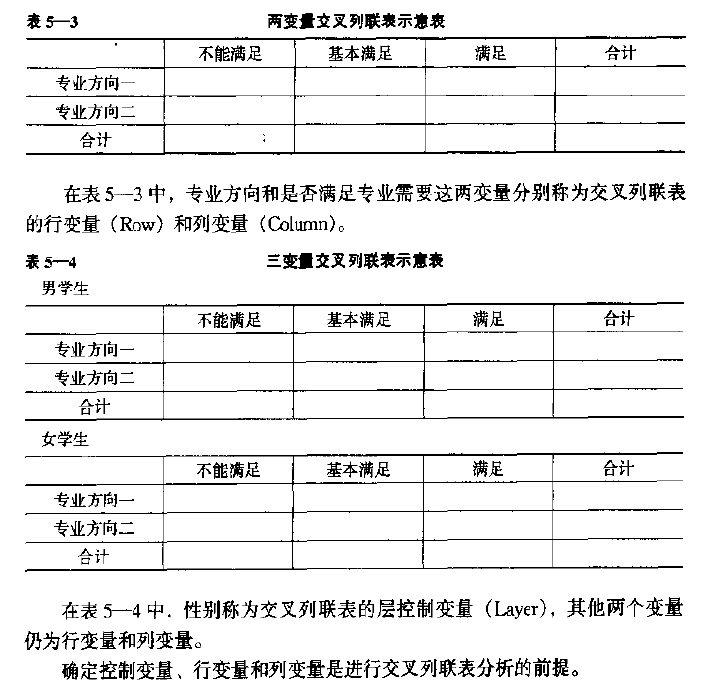 表5—3 两变量交叉列联表示意表
不能满足 基本满足 满足 合计
专业方向一
专业方向二
合计
在表5—3中，专业方向和是否满足专业需要这两变量分别称为交叉列联表
的行变量（Row）和列变量（Column）。
表5—4 三变量交叉列联表示意表
男学生
不能满足 基本满足 满足 合计
专业方向一
专业方向二
合计
女学生
不能满足 基本满足 满足 合计
专业方向一
专业方向二
合计
在表5—4中．性别称为交叉列联表的层控制变量（Layer），其他两个变量
仍为行变量和列变量。
确定控制变量、行变量和列变量是进行交叉列联表分析的前提。